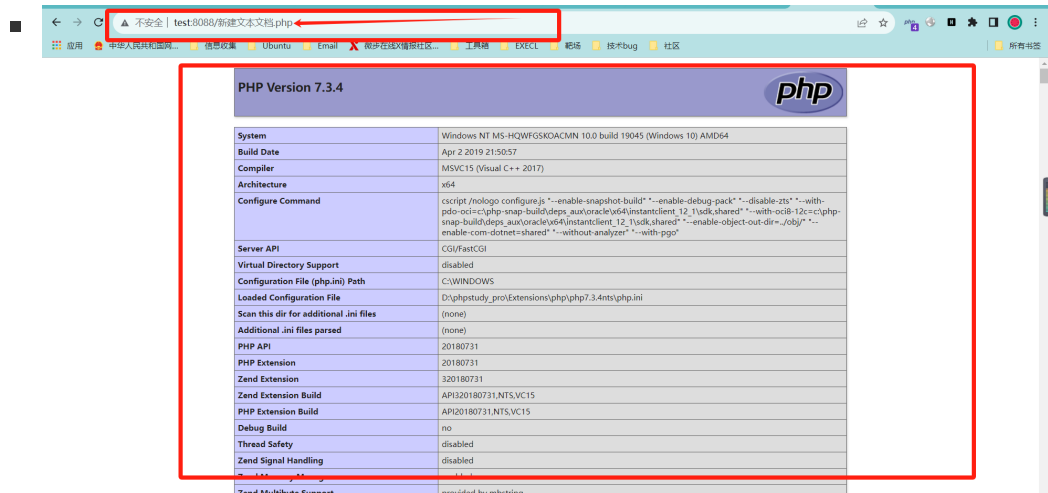 不安全 | test:8088/新建文本文档.php
应用 中华人民共和国网... 信息收集 Ubuntu Email 微步在线X情报社区... 工具箱 EXECL 靶场 技术bug 社区 所有书签
PHP Version 7.3.4
php
System Windows NT MS-HQWFGSKOACMN 10.0 build 19045 (Windows 10) AMD64
Build Date Apr 2 2019 21:50:57
Compiler MSVC15 (Visual C++ 2017)
Architecture x64
Configure Command cscript /nologo configure.js "--enable-snapshot-build" "--enable-debug-pack" "--disable-zts" "--with-
pdo-oci=c:\php-snap-build\deps_aux\oracle\x64\instantclient_12_1\sdk,shared" "--with-oci8-12c=c:\php-
snap-build\deps_aux\oracle\x64\instantclient_12_1\sdk,shared" "--enable-object-out-dir=../obj/" "--
enable-com-dotnet=shared" "--without-analyzer" "--with-pgo"
Server API CGI/FastCGI
Virtual Directory Support disabled
Configuration File (php.ini) Path C:\WINDOWS
Loaded Configuration File D:\phpstudy_pro\Extensions\php\php7.3.4nts\php.ini
Scan this dir for additional .ini files (none)
Additional .ini files parsed (none)
PHP API 20180731
PHP Extension 20180731
Zend Extension 320180731
Zend Extension Build API320180731,NTS,VC15
PHP Extension Build API20180731,NTS,VC15
Debug Build no
Thread Safety disabled
Zend Signal Handling disabled
Zend Multibyte Support provided by mbstring